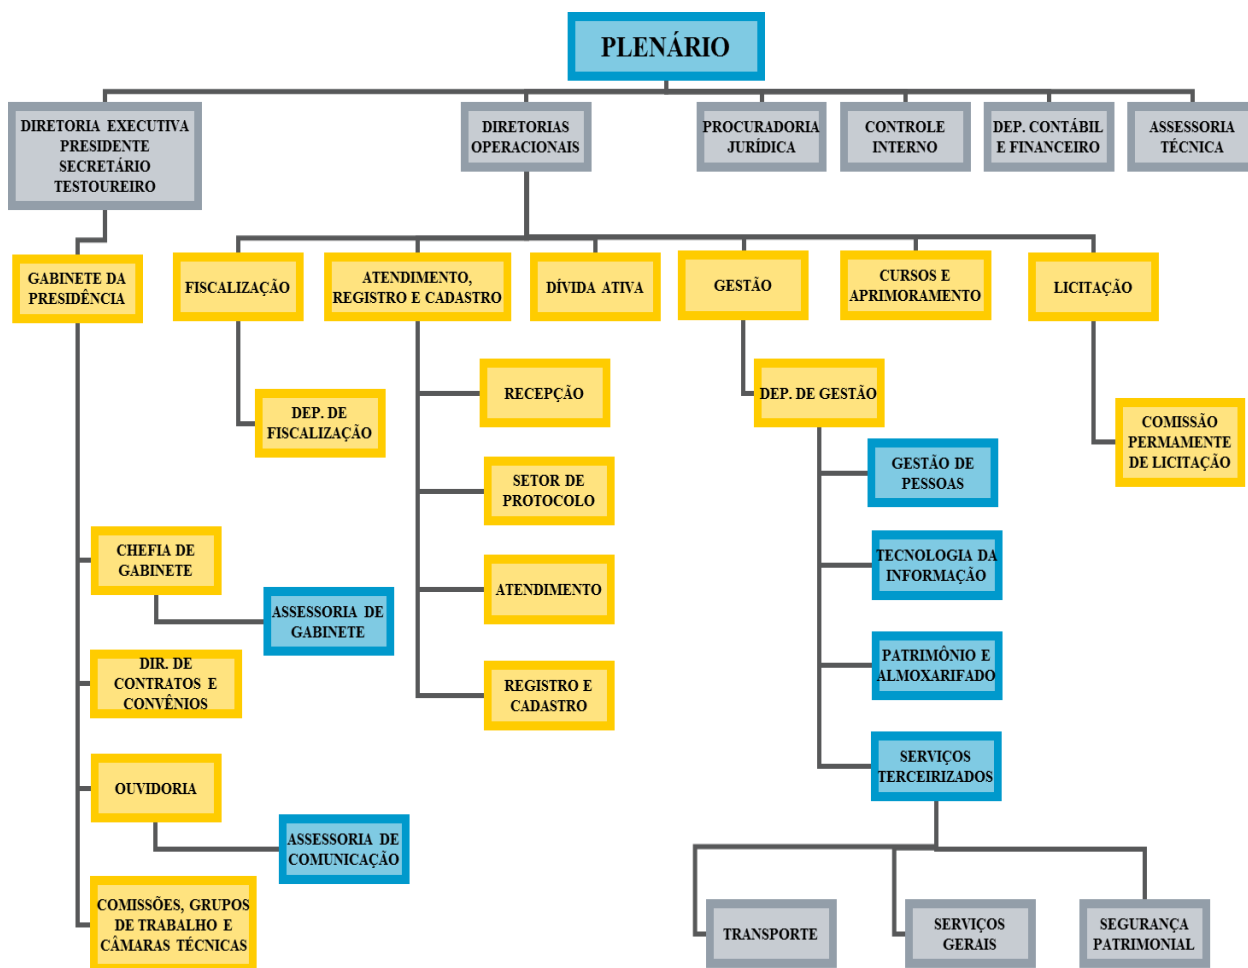 PLENÁRIO
DIRETORIA EXECUTIVA
PRESIDENTE
SECRETÁRIO
TESTOUREIRO
DIRETORIAS
OPERACIONAIS
PROCURADORIA
JURÍDICA
CONTROLE
INTERNO
DEP. CONTÁBIL
E FINANCEIRO
ASSESSORIA
TÉCNICA
GABINETE DA
PRESIDÊNCIA
FISCALIZAÇÃO
ATENDIMENTO,
REGISTRO E CADASTRO
DÍVIDA ATIVA
GESTÃO
CURSOS E
APRIMORAMENTO
LICITAÇÃO
DEP. DE
FISCALIZAÇÃO
RECEPÇÃO
SETOR DE
PROTOCOLO
ATENDIMENTO
REGISTRO E
CADASTRO
DEP. DE GESTÃO
GESTÃO DE
PESSOAS
TECNOLOGIA DA
INFORMAÇÃO
PATRIMÔNIO E
ALMOXARIFADO
SERVIÇOS
TERCEIRIZADOS
COMISSÃO
PERMAMENTE
DE LICITAÇÃO
CHEFIA DE
GABINETE
ASSESSORIA DE
GABINETE
DIR. DE
CONTRATOS E
CONVÊNIOS
OUVIDORIA
ASSESSORIA DE
COMUNICAÇÃO
COMISSÕES, GRUPOS
DE TRABALHO E
CÂMARAS TÉCNICAS
TRANSPORTE
SERVIÇOS
GERAIS
SEGURANÇA
PATRIMONIAL